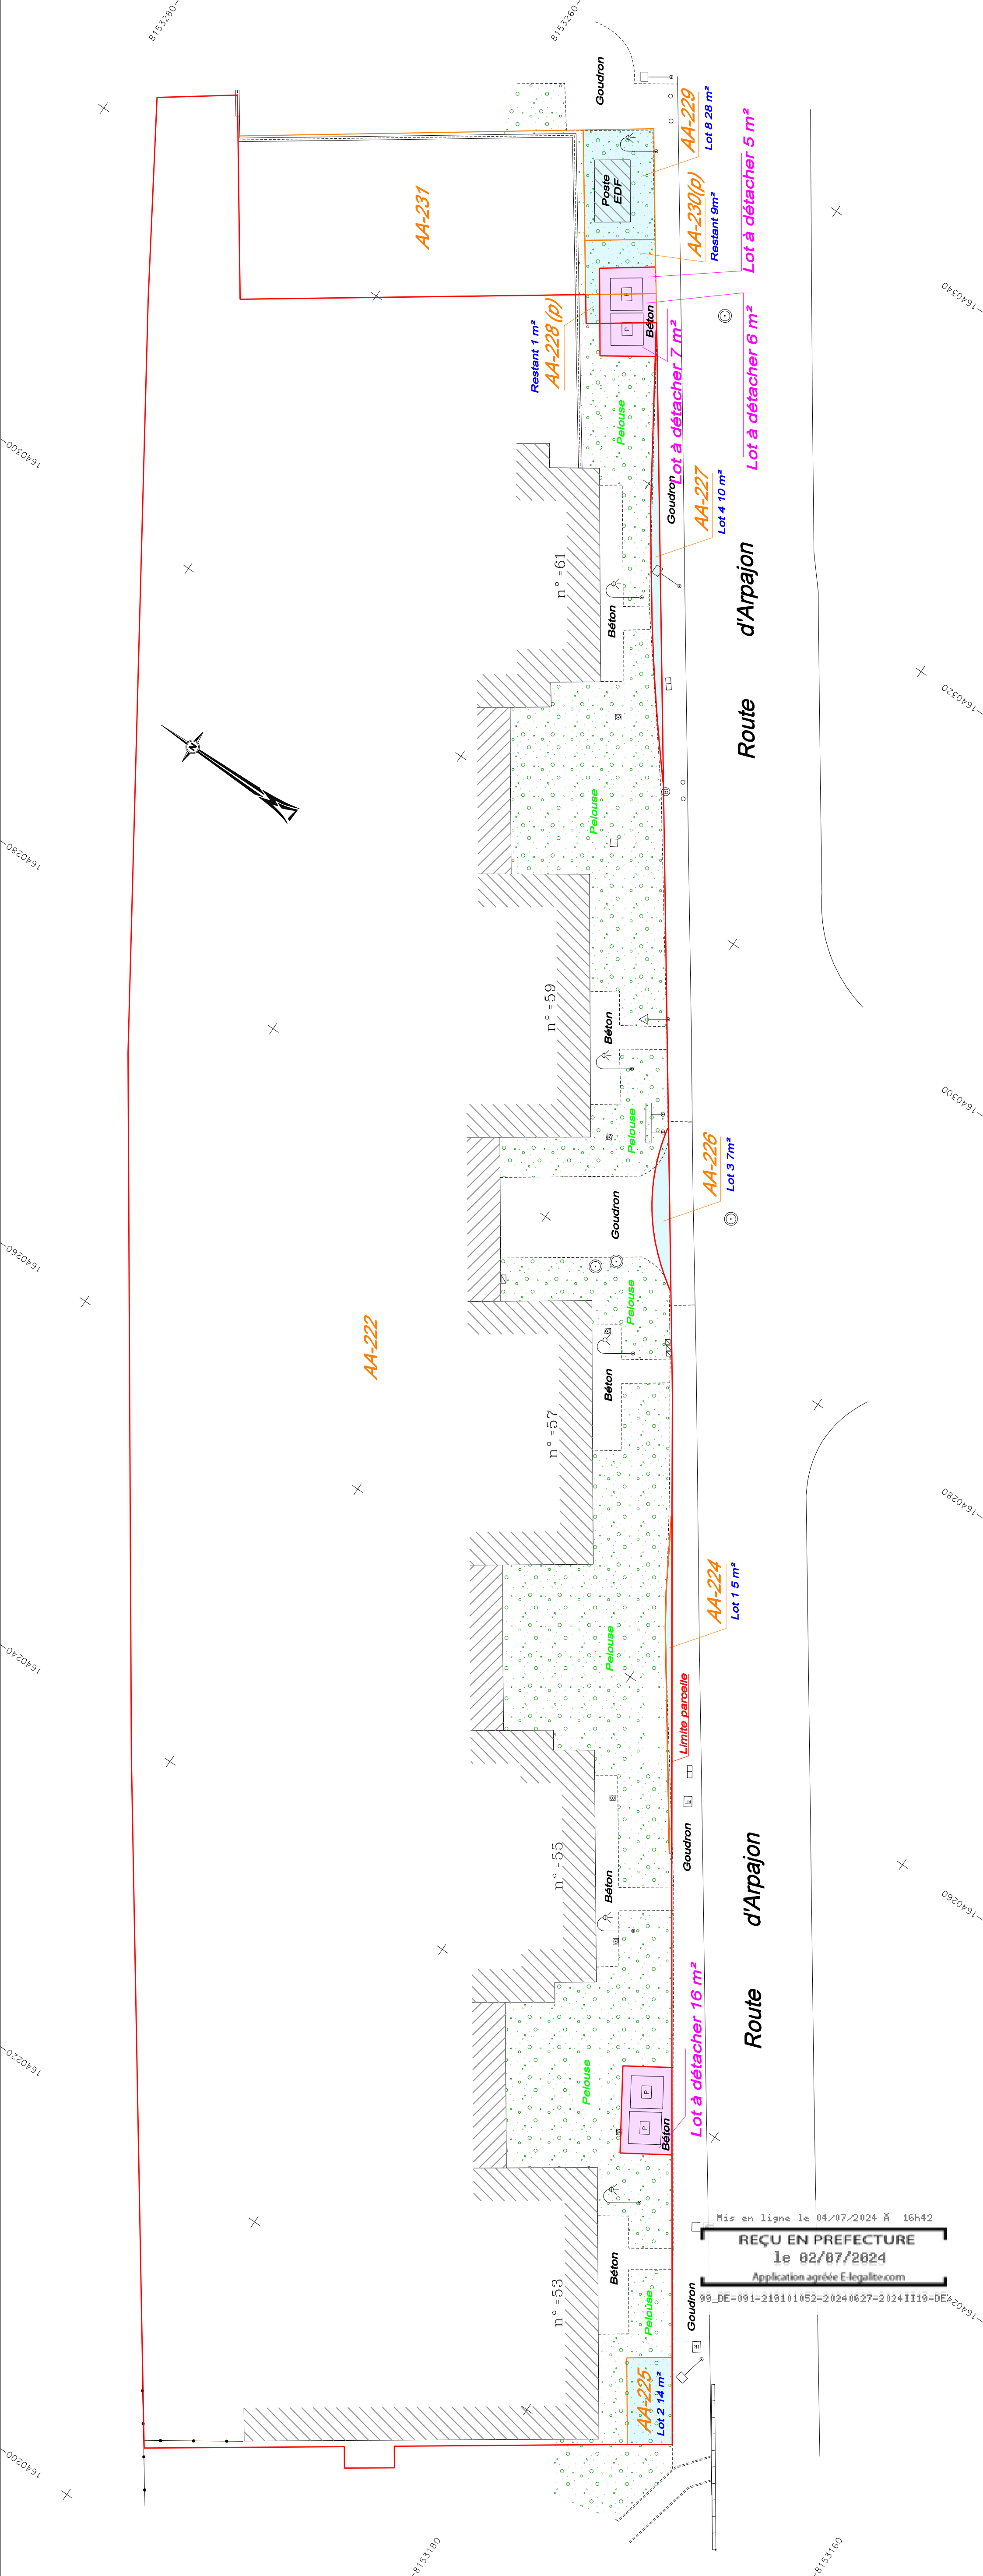 8153280-
8153260-
Goudron
AA-229
Lot 8 28 m²
Poste
EDF
AA-230(p)
Restant 9m²
Lot à détacher 5 m²
AA-231
1640340-
P
P
Béton
Restant 1 m²
AA-228 (p)
Lot à détacher 7 m²
Lot à détacher 6 m²
Pelouse
-1640300
AA-227
Lot 4 10 m²
Goudron
n°=61
Béton
Route d'Arpajon
1640320-
N
Pelouse
-1640280
n°=59
Béton
1640300-
Pelouse
AA-226
Lot 3 7m²
Goudron
-1640260
Pelouse
AA-222
Béton
n°=57
1640280-
AA-224
Lot 1 5 m²
Pelouse
-1640240
Limite parcelle
Goudron
n°=55
Béton
Route d'Arpajon
1640260-
Lot à détacher 16 m²
-1640220
Pelouse
P
P
Béton
Mis en ligne le 04/07/2024 Ã 16h42
REÇU EN PREFECTURE
le 02/07/2024
Application agréée E-legalite.com
99_DE-091-219101052-20240627-2024II19-DE
Béton
n°=53
Pelouse
Goudron
AA-225
Lot 2 14 m²
-1640200
-8153180
-8153160